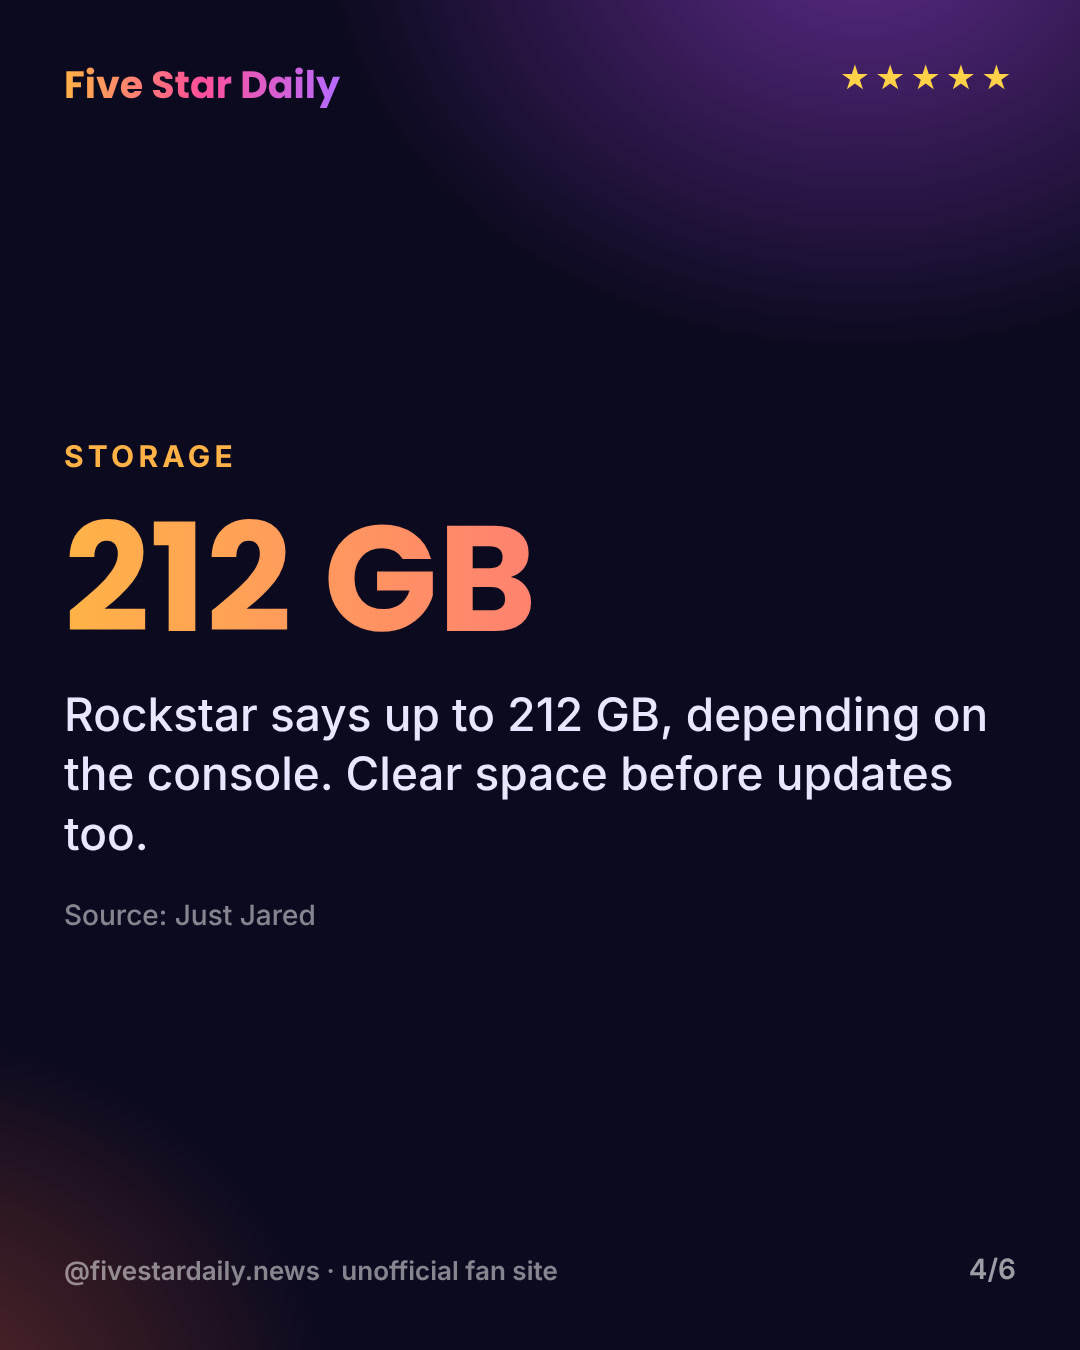 Five Star Daily
★★★★★
STORAGE
212 GB
Rockstar says up to 212 GB, depending on
the console. Clear space before updates
too.
Source: Just Jared
@fivestardaily.news · unofficial fan site
4/6